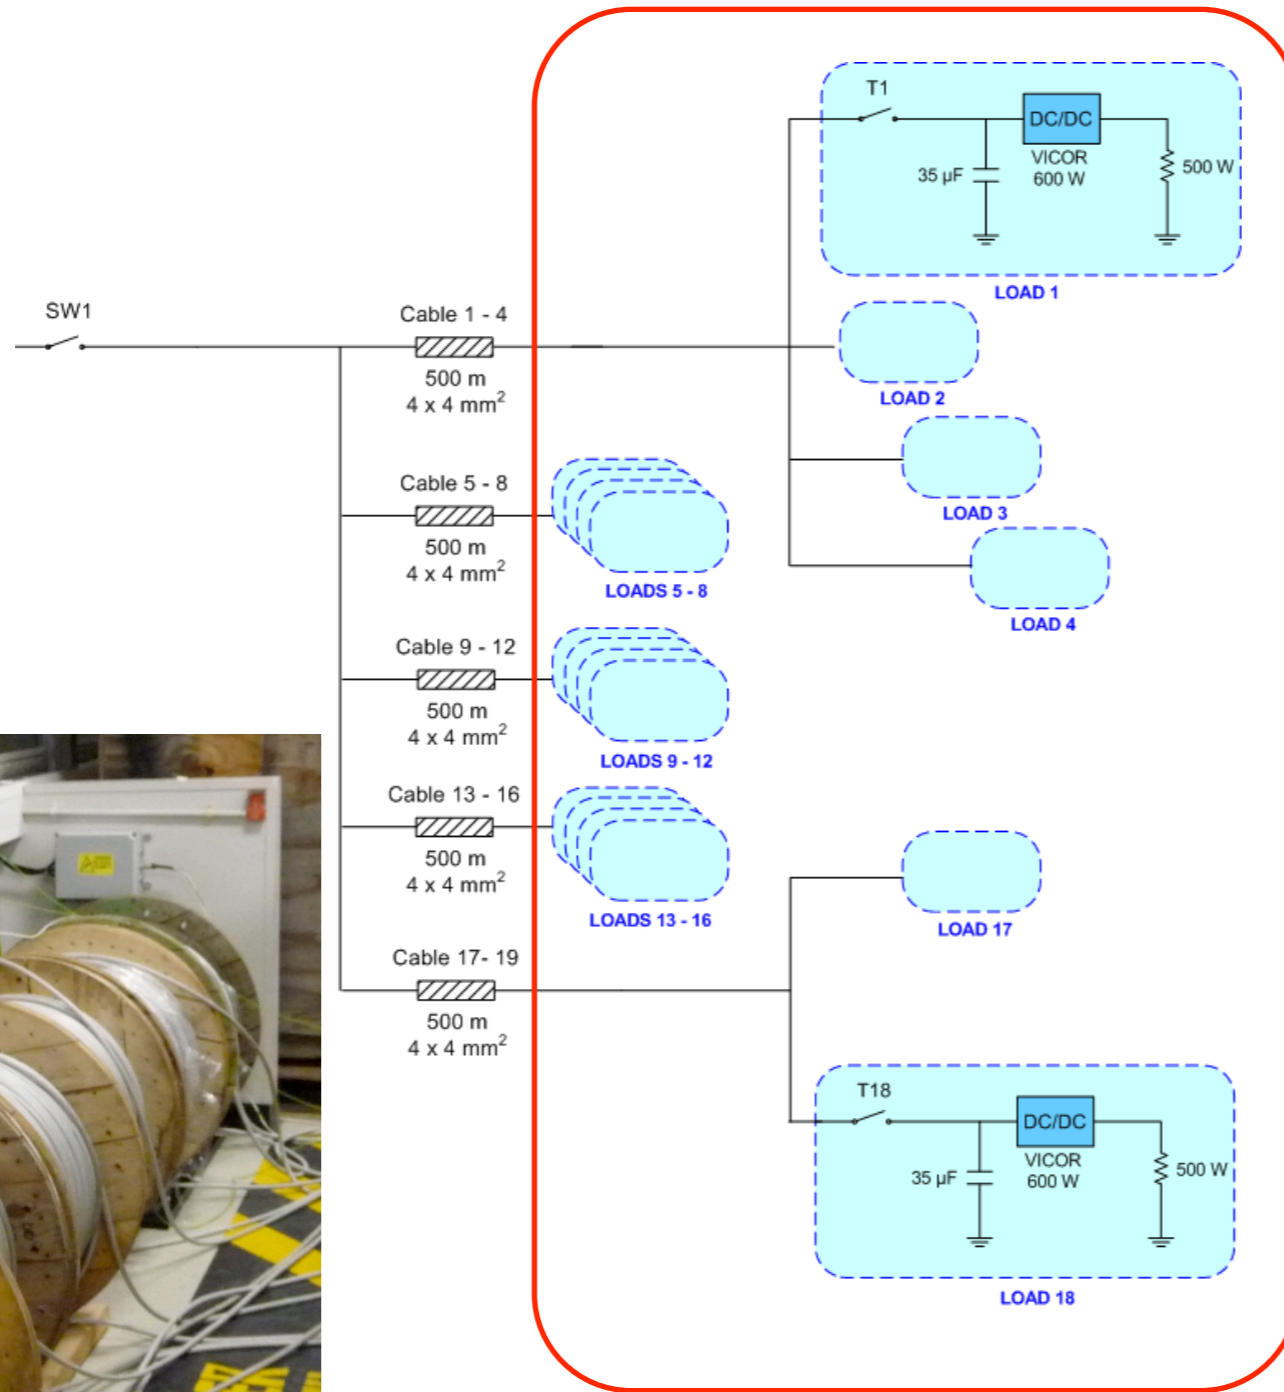 T1
DC/DC
VICOR
600 W
35 µF
500 W
LOAD 1
SW1
Cable 1 - 4
500 m
4 x 4 mm²
LOAD 2
Cable 5 - 8
500 m
4 x 4 mm²
LOADS 5 - 8
LOAD 3
LOAD 4
Cable 9 - 12
500 m
4 x 4 mm²
LOADS 9 - 12
Cable 13 - 16
500 m
4 x 4 mm²
LOADS 13 - 16
LOAD 17
Cable 17- 19
500 m
4 x 4 mm²
T18
DC/DC
VICOR
600 W
35 µF
500 W
LOAD 18